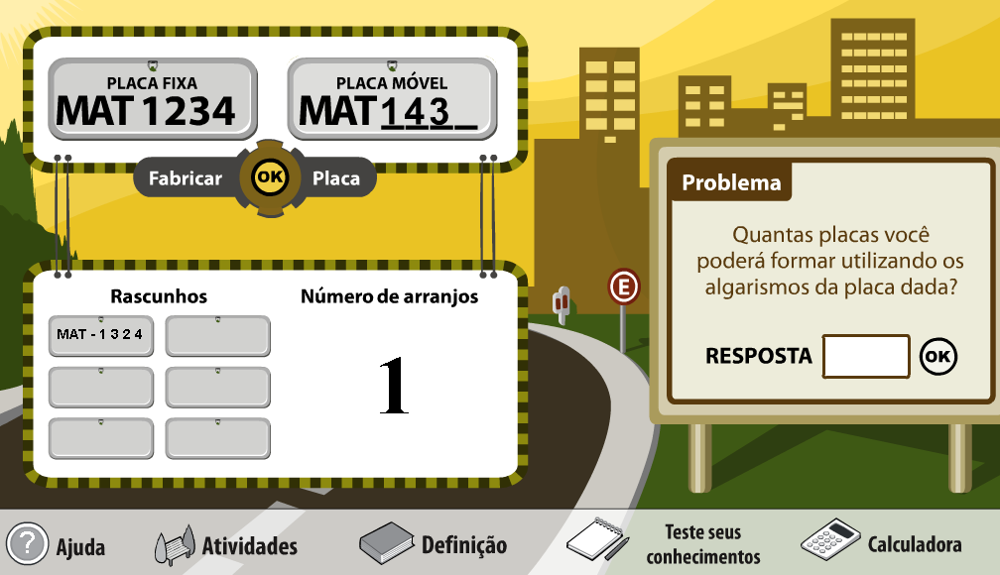 PLACA FIXA
MAT 1234
PLACA MÓVEL
MAT 143_
Fabricar OK Placa
Rascunhos
MAT - 1 3 2 4
Número de arranjos
1
E
Problema
Quantas placas você
poderá formar utilizando os
algarismos da placa dada?
RESPOSTA OK
? Ajuda
Atividades
Definição
Teste seus
conhecimentos
Calculadora